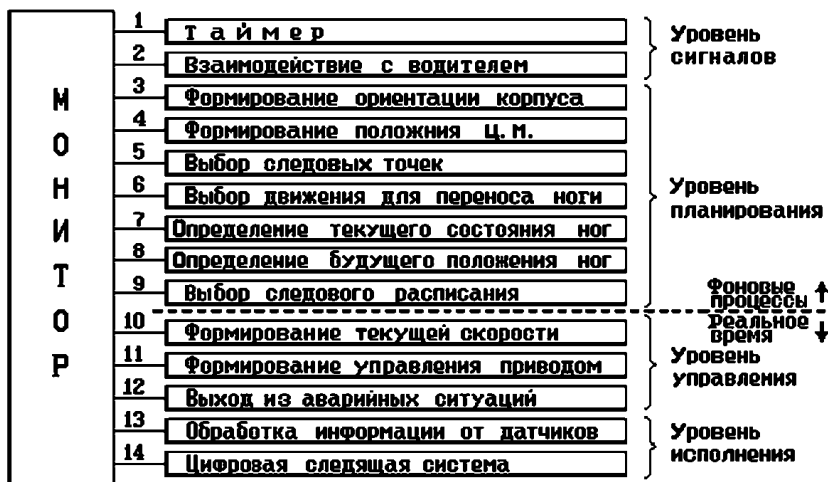 МОНИТОР
1 Таймер
2 Взаимодействие с водителем
Уровень
сигналов
3 Формирование ориентации корпуса
4 Формирование положния Ц.М.
5 Выбор следовых точек
6 Выбор движения для переноса ноги
7 Определение текущего состояния ног
8 Определение будущего положения ног
9 Выбор следового расписания
Уровень
планирования
Фоновые
процессы
Реальное
время
10 Формирование текущей скорости
11 Формирование управления приводом
12 Выход из аварийных ситуаций
Уровень
управления
13 Обработка информации от датчиков
14 Цифровая следящая система
Уровень
исполнения